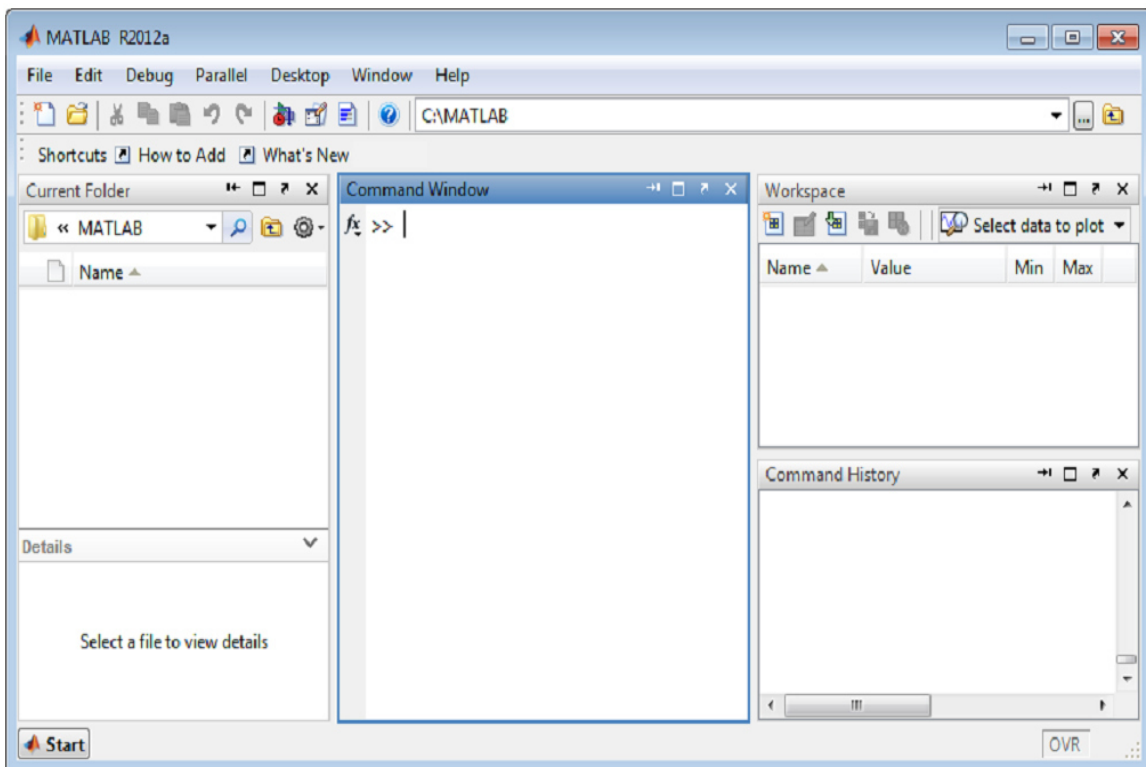 MATLAB R2012a
File Edit Debug Parallel Desktop Window Help
C:\MATLAB ...
Shortcuts How to Add What's New
Current Folder
« MATLAB
Name
Details
Select a file to view details
Command Window
fx >>
Workspace
Select data to plot
Name Value Min Max
Command History
Start
OVR